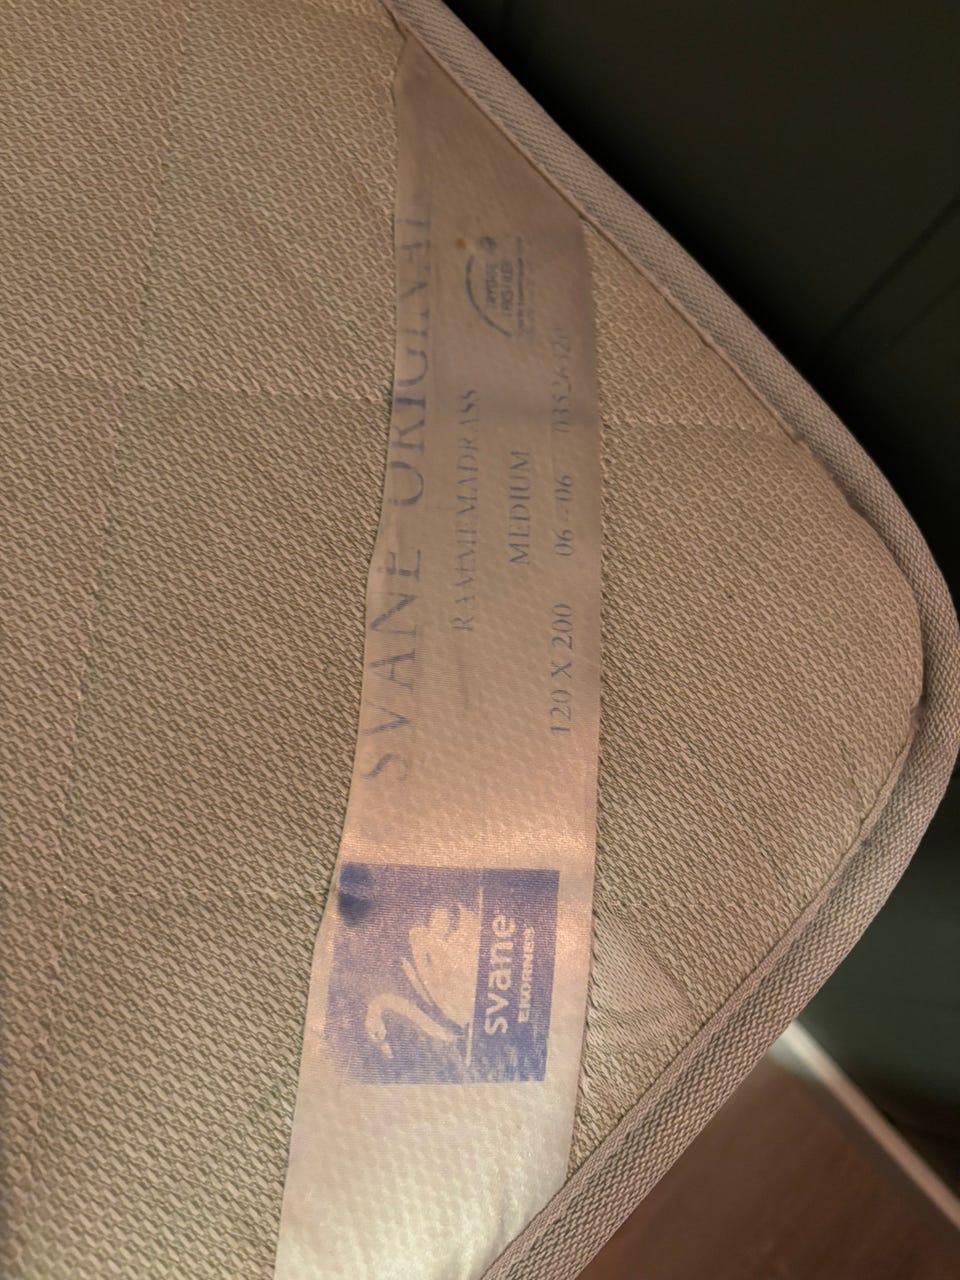 SVANE ORIGINAL
RAMMEMADRASS
MEDIUM
120 X 200 06 - 06
svane
EKORNES